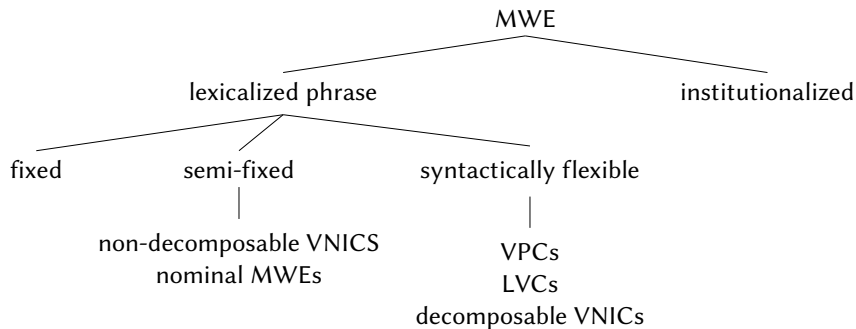 MWE
lexicalized phrase
institutionalized
fixed
semi-fixed
syntactically flexible
non-decomposable VNICS
nominal MWEs
VPCs
LVCs
decomposable VNICs